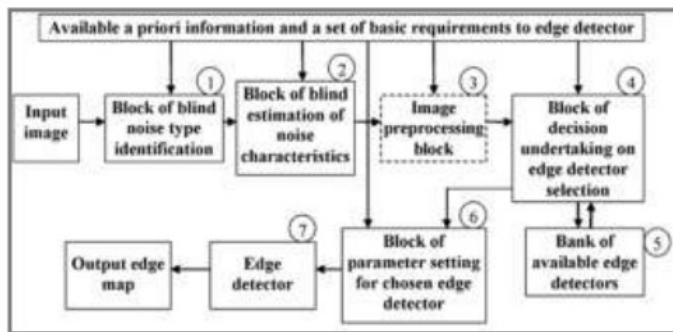 Available a priori information and a set of basic requirements to edge detector
1
2
3
4
Input
image
Block of blind
noise type
identification
Block of blind
estimation of
noise
characteristics
Image
preprocessing
block
Block of
decision
undertaking on
edge detector
selection
7
6
5
Output edge
map
Edge
detector
Block of
parameter setting
for chosen edge
detector
Bank of
available edge
detectors